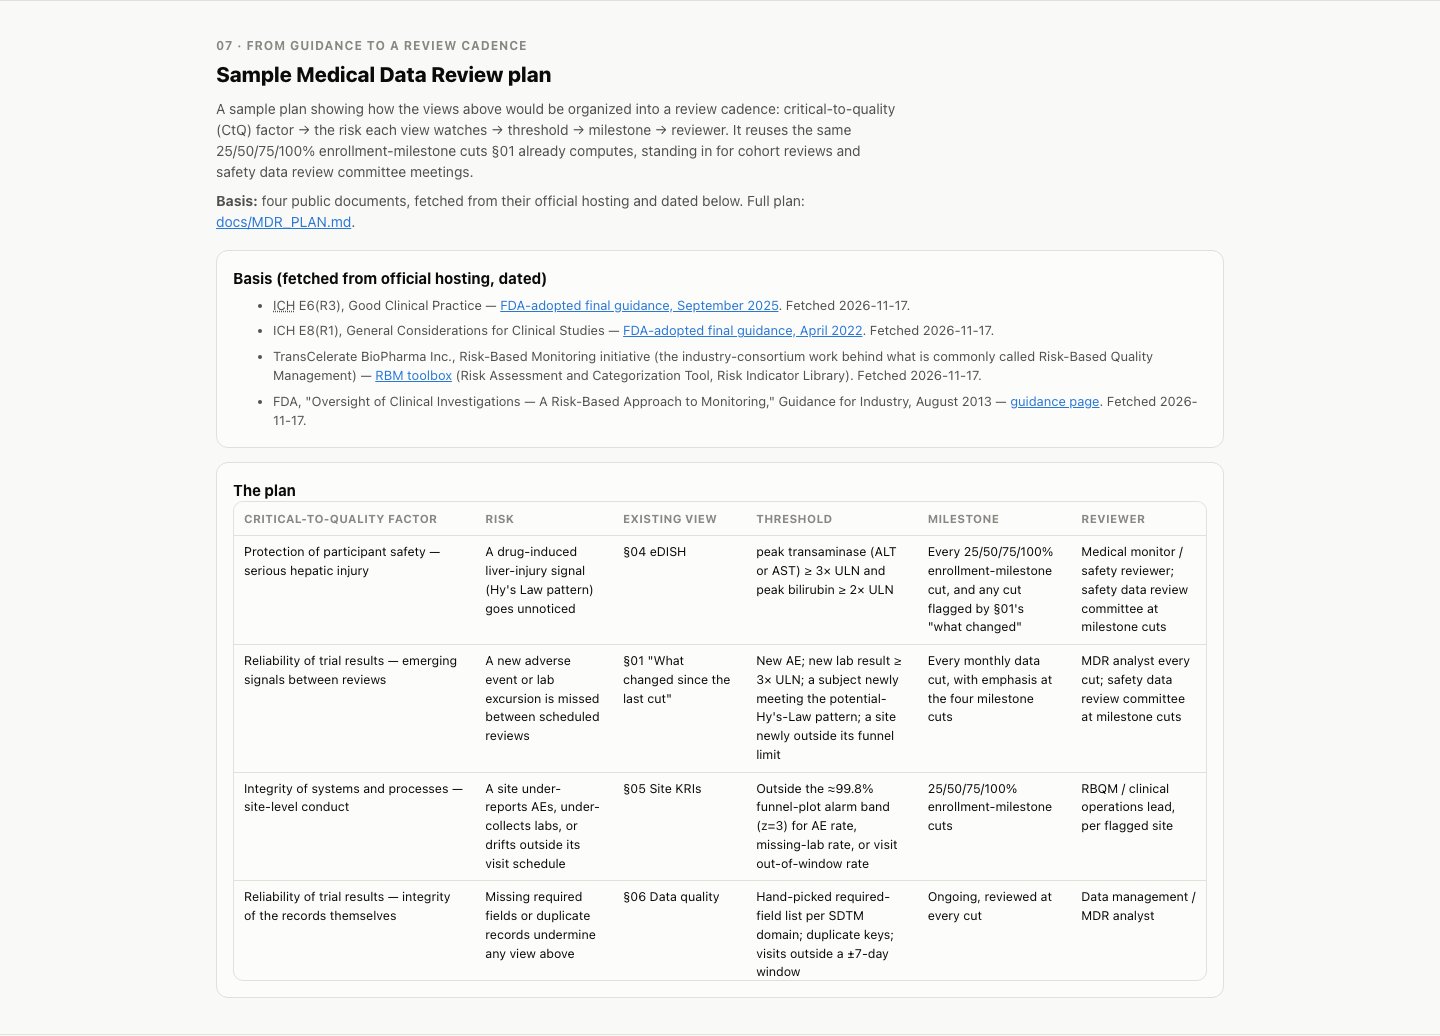 07 · FROM GUIDANCE TO A REVIEW CADENCE
Sample Medical Data Review plan
A sample plan showing how the views above would be organized into a review cadence: critical-to-quality
(CtQ) factor → the risk each view watches → threshold → milestone → reviewer. It reuses the same
25/50/75/100% enrollment-milestone cuts §01 already computes, standing in for cohort reviews and
safety data review committee meetings.
Basis: four public documents, fetched from their official hosting and dated below. Full plan:
docs/MDR_PLAN.md.
Basis (fetched from official hosting, dated)
• ICH E6(R3), Good Clinical Practice — FDA-adopted final guidance, September 2025. Fetched 2026-11-17.
• ICH E8(R1), General Considerations for Clinical Studies — FDA-adopted final guidance, April 2022. Fetched 2026-11-17.
• TransCelerate BioPharma Inc., Risk-Based Monitoring initiative (the industry-consortium work behind what is commonly called Risk-Based Quality
Management) — RBM toolbox (Risk Assessment and Categorization Tool, Risk Indicator Library). Fetched 2026-11-17.
• FDA, "Oversight of Clinical Investigations — A Risk-Based Approach to Monitoring," Guidance for Industry, August 2013 — guidance page. Fetched 2026-
11-17.
The plan
CRITICAL-TO-QUALITY FACTOR
RISK
EXISTING VIEW
THRESHOLD
MILESTONE
REVIEWER
Protection of participant safety —
serious hepatic injury
A drug-induced
liver-injury signal
(Hy's Law pattern)
goes unnoticed
§04 eDISH
peak transaminase (ALT
or AST) ≥ 3× ULN and
peak bilirubin ≥ 2× ULN
Every 25/50/75/100%
enrollment-milestone
cut, and any cut
flagged by §01's
"what changed"
Medical monitor /
safety reviewer;
safety data review
committee at
milestone cuts
Reliability of trial results — emerging
signals between reviews
A new adverse
event or lab
excursion is missed
between scheduled
reviews
§01 "What
changed since the
last cut"
New AE; new lab result ≥
3× ULN; a subject newly
meeting the potential-
Hy's-Law pattern; a site
newly outside its funnel
limit
Every monthly data
cut, with emphasis at
the four milestone
cuts
MDR analyst every
cut; safety data
review committee
at milestone cuts
Integrity of systems and processes —
site-level conduct
A site under-
reports AEs, under-
collects labs, or
drifts outside its
visit schedule
§05 Site KRIs
Outside the ≈99.8%
funnel-plot alarm band
(z=3) for AE rate,
missing-lab rate, or visit
out-of-window rate
25/50/75/100%
enrollment-milestone
cuts
RBQM / clinical
operations lead,
per flagged site
Reliability of trial results — integrity
of the records themselves
Missing required
fields or duplicate
records undermine
any view above
§06 Data quality
Hand-picked required-
field list per SDTM
domain; duplicate keys;
visits outside a ±7-day
window
Ongoing, reviewed at
every cut
Data management /
MDR analyst